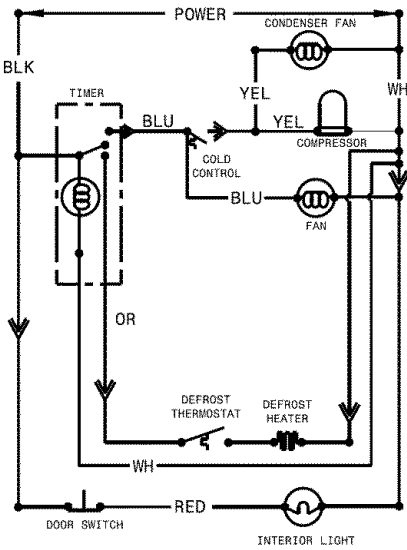 POWER
CONDENSER FAN
BLK
TIMER
WH
YEL
BLU
YEL
COMPRESSOR
COLD
CONTROL
BLU
FAN
OR
DEFROST
THERMOSTAT
DEFROST
HEATER
WH
RED
DOOR SWITCH
INTERIOR LIGHT